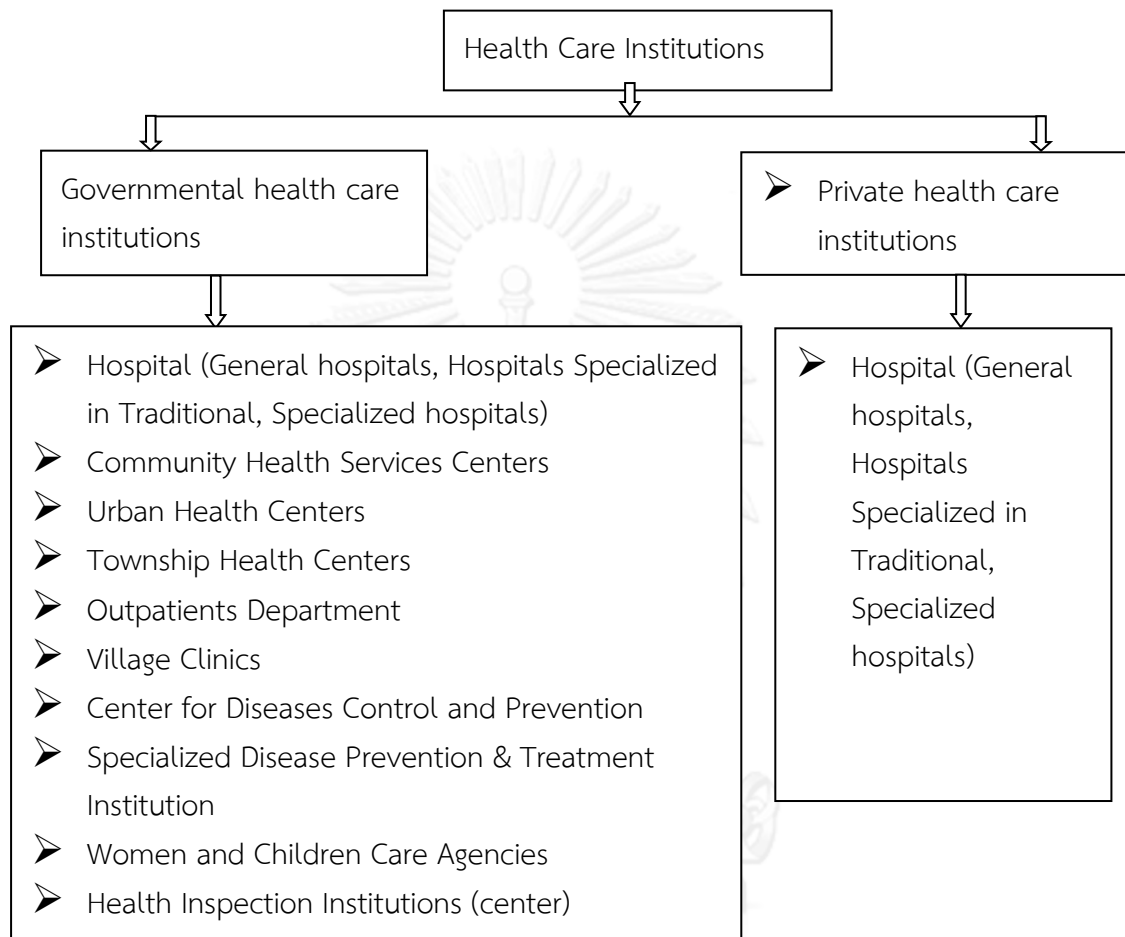 Health Care Institutions
Governmental health care
institutions
➢ Private health care
institutions
➢ Hospital (General hospitals, Hospitals Specialized
in Traditional, Specialized hospitals)
➢ Community Health Services Centers
➢ Urban Health Centers
➢ Township Health Centers
➢ Outpatients Department
➢ Village Clinics
➢ Center for Diseases Control and Prevention
➢ Specialized Disease Prevention & Treatment
Institution
➢ Women and Children Care Agencies
➢ Health Inspection Institutions (center)
➢ Hospital (General
hospitals,
Hospitals
Specialized in
Traditional,
Specialized
hospitals)